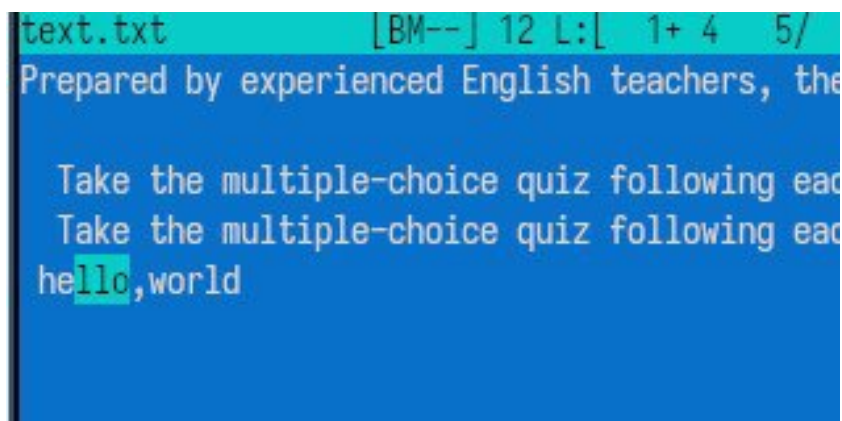 text.txt [BM--] 12 L:[ 1+ 4 5/
Prepared by experienced English teachers, the
Take the multiple-choice quiz following eac
Take the multiple-choice quiz following eac
hello,world